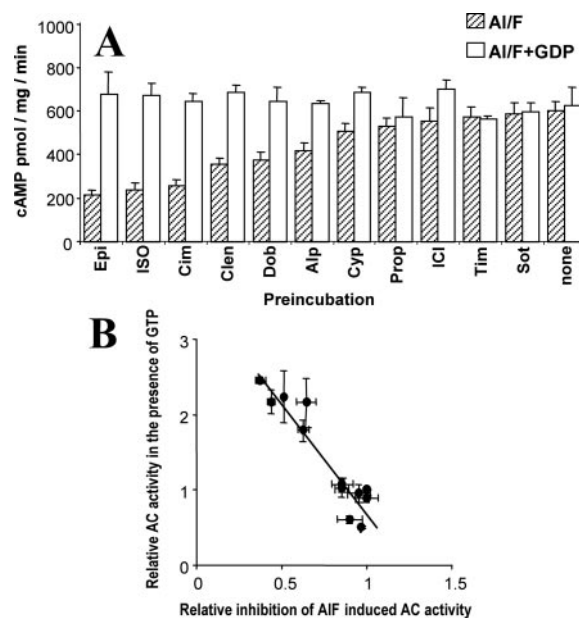 A
Al/F
Al/F+GDP
cAMP pmol / mg / min
1000
800
600
400
200
0
Epi
ISO
Cim
Clen
Dob
Alp
Cyp
Prop
ICI
Tim
Sot
none
Preincubation
B
Relative AC activity in the presence of GTP
3
2
1
0
0
0.5
1
1.5
Relative inhibition of AlF induced AC activity